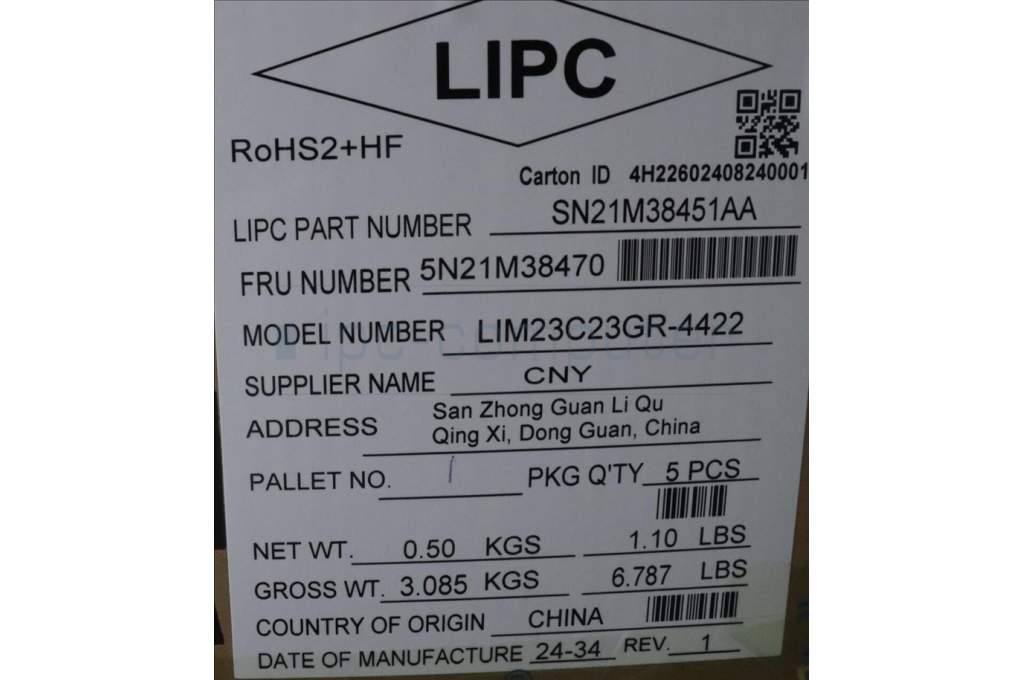 LIPC
RoHS2+HF
Carton ID 4H22602408240001
LIPC PART NUMBER SN21M38451AA
FRU NUMBER 5N21M38470
MODEL NUMBER LIM23C23GR-4422
ipc computer
SUPPLIER NAME CNY
ADDRESS San Zhong Guan Li Qu
Qing Xi, Dong Guan, China
PALLET NO. 1 PKG Q'TY 5 PCS
NET WT. 0.50 KGS 1.10 LBS
GROSS WT. 3.085 KGS 6.787 LBS
COUNTRY OF ORIGIN CHINA
DATE OF MANUFACTURE 24-34 REV. 1